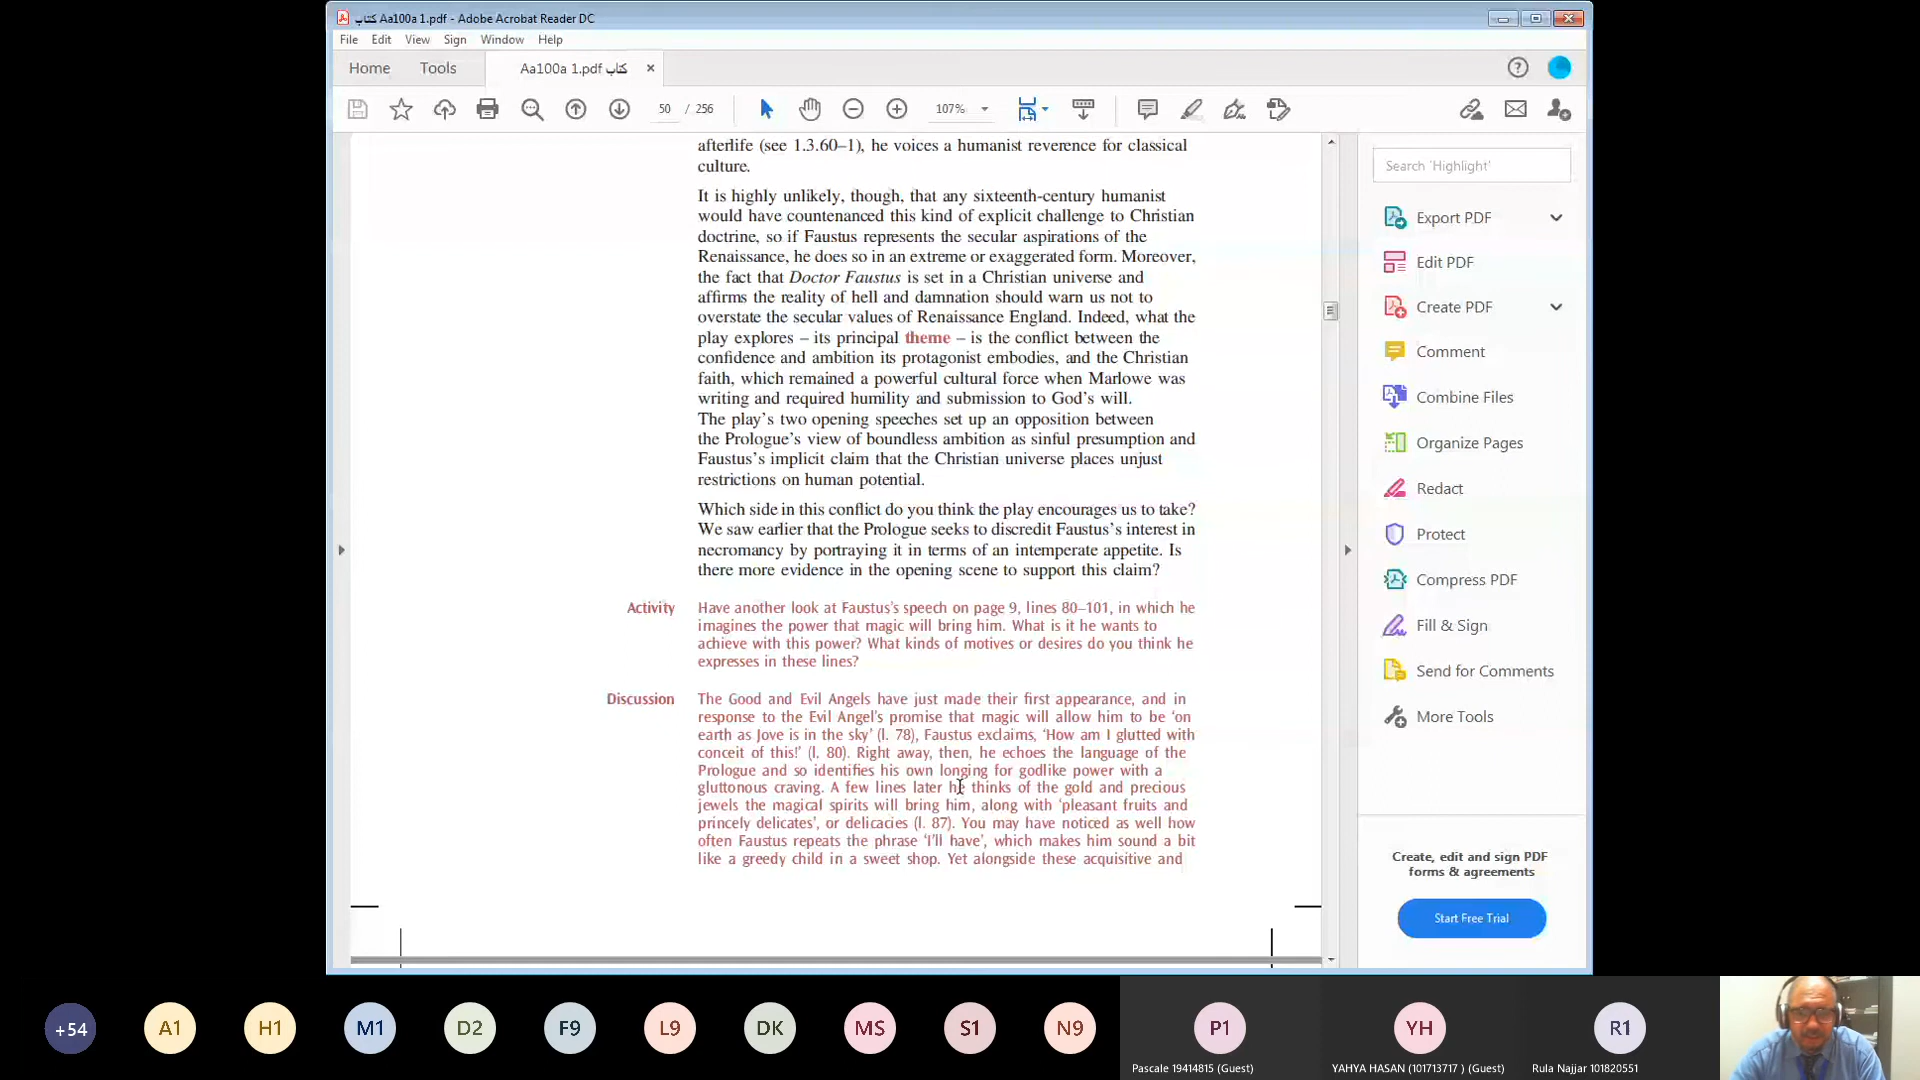 كتاب Aa100a 1.pdf - Adobe Acrobat Reader DC
File Edit View Sign Window Help
Home Tools Aa100a 1.pdf كتاب ×
50 / 256 107%
afterlife (see 1.3.60–1), he voices a humanist reverence for classical
culture.
It is highly unlikely, though, that any sixteenth-century humanist
would have countenanced this kind of explicit challenge to Christian
doctrine, so if Faustus represents the secular aspirations of the
Renaissance, he does so in an extreme or exaggerated form. Moreover,
the fact that Doctor Faustus is set in a Christian universe and
affirms the reality of hell and damnation should warn us not to
overstate the secular values of Renaissance England. Indeed, what the
play explores – its principal theme – is the conflict between the
confidence and ambition its protagonist embodies, and the Christian
faith, which remained a powerful cultural force when Marlowe was
writing and required humility and submission to God's will.
The play's two opening speeches set up an opposition between
the Prologue's view of boundless ambition as sinful presumption and
Faustus's implicit claim that the Christian universe places unjust
restrictions on human potential.
Which side in this conflict do you think the play encourages us to take?
We saw earlier that the Prologue seeks to discredit Faustus's interest in
necromancy by portraying it in terms of an intemperate appetite. Is
there more evidence in the opening scene to support this claim?
Activity Have another look at Faustus's speech on page 9, lines 80–101, in which he
imagines the power that magic will bring him. What is it he wants to
achieve with this power? What kinds of motives or desires do you think he
expresses in these lines?
Discussion The Good and Evil Angels have just made their first appearance, and in
response to the Evil Angel's promise that magic will allow him to be 'on
earth as Jove is in the sky' (l. 78), Faustus exclaims, 'How am I glutted with
conceit of this!' (l. 80). Right away, then, he echoes the language of the
Prologue and so identifies his own longing for godlike power with a
gluttonous craving. A few lines later he thinks of the gold and precious
jewels the magical spirits will bring him, along with 'pleasant fruits and
princely delicates', or delicacies (l. 87). You may have noticed as well how
often Faustus repeats the phrase 'I'll have', which makes him sound a bit
like a greedy child in a sweet shop. Yet alongside these acquisitive and
Search 'Highlight'
Export PDF
Edit PDF
Create PDF
Comment
Combine Files
Organize Pages
Redact
Protect
Compress PDF
Fill & Sign
Send for Comments
More Tools
Create, edit and sign PDF
forms & agreements
Start Free Trial
+54 A1 H1 M1 D2 F9 L9 DK MS S1 N9 P1 YH R1
Pascale 19414815 (Guest) YAHYA HASAN (101713717 ) (Guest) Rula Najjar 101820551